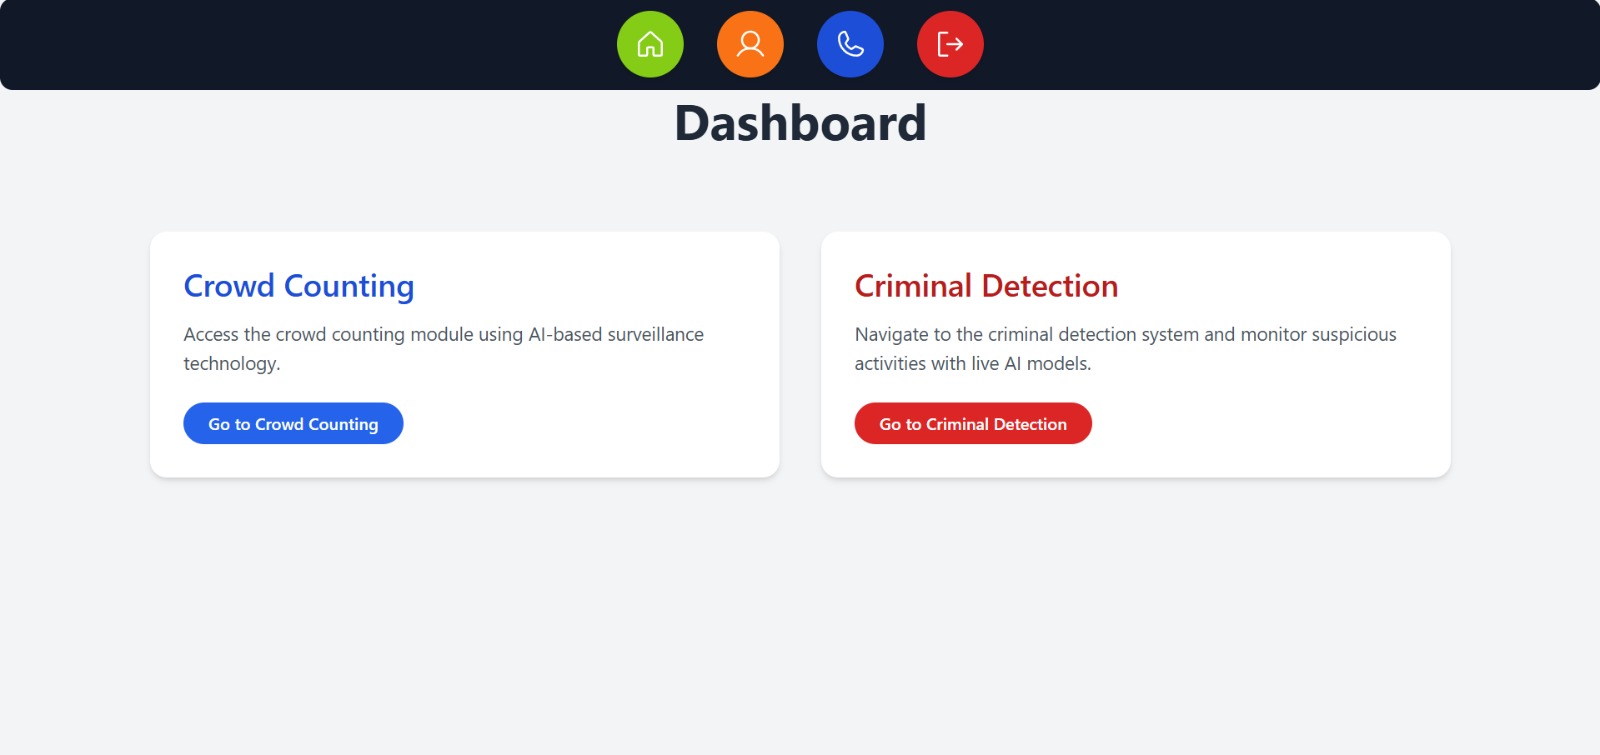 Dashboard
Crowd Counting
Access the crowd counting module using AI-based surveillance
technology.
Go to Crowd Counting
Criminal Detection
Navigate to the criminal detection system and monitor suspicious
activities with live AI models.
Go to Criminal Detection